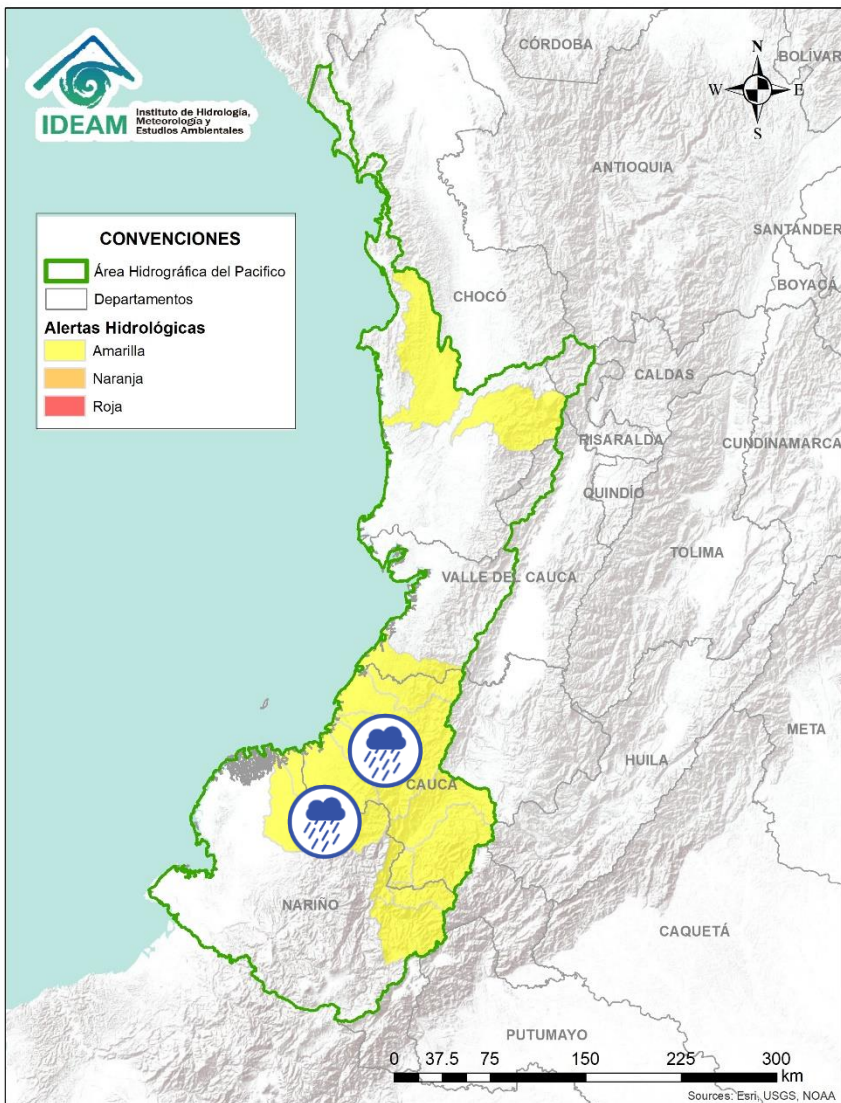 IDEAM
Instituto de Hidrología,
Meteorología y
Estudios Ambientales
N
W
E
S
CÓRDOBA
BOLÍVAR
ANTIOQUIA
SANTANDER
BOYACÁ
CHOCÓ
CALDAS
RISARALDA
CUNDINAMARCA
QUINDÍO
TOLIMA
VALLE DEL CAUCA
META
HUILA
CAUCA
NARIÑO
CAQUETÁ
PUTUMAYO
CONVENCIONES
Área Hidrográfica del Pacifico
Departamentos
Alertas Hidrológicas
Amarilla
Naranja
Roja
0 37.5 75 150 225 300
km
Sources: Esri, USGS, NOAA